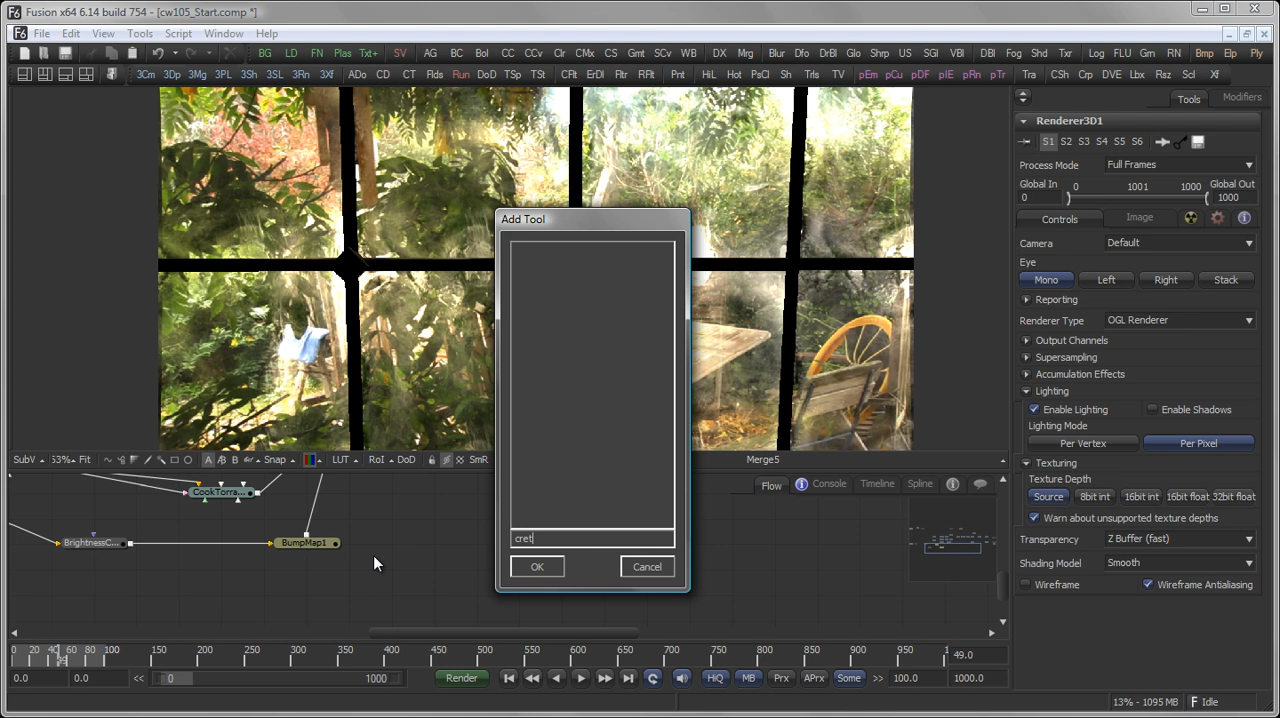 Fusion x64 6.14 build 754 - [cw105_Start.comp *]
File Edit View Tools Script Window Help
BG LD FN Plas Txt+ SV AG BC Bol CC CCv Clr CMx CS Gmt SCv WB DX Mrg Blur Dfo DrBl Glo Shrp US SGl VBl DBl Fog Shd Txr Log FLU Grn RN Bmp Elp Ply
3Cm 3Dp 3Mg 3PL 3Sh 3SL 3Rn 3Xf ADo CD CT Flds Run DoD TSp TSt CFlt ErDl Fltr RFlt Pnt HiL Hot PsCl Sh Trls TV pEm pCu pDF pIE pRn pTr Tra CSh Crp DVE Lbx Rsz Scl Xf
Tools Modifiers
Renderer3D1
S1 S2 S3 S4 S5 S6
Process Mode Full Frames
Global In 0 1001 1000 Global Out
0 1000
Controls Image
Camera Default
Eye
Mono Left Right Stack
Reporting
Renderer Type OGL Renderer
Output Channels
Supersampling
Accumulation Effects
Lighting
Enable Lighting Enable Shadows
Lighting Mode
Per Vertex Per Pixel
Texturing
Texture Depth
Source 8bit int 16bit int 16bit float 32bit float
Warn about unsupported texture depths
Transparency Z Buffer (fast)
Shading Model Smooth
Wireframe Wireframe Antialiasing
Add Tool
cret
OK Cancel
SubV 53% Fit A B Snap LUT RoI DoD SmR Merge5
Flow Console Timeline Spline
CookTorra...
BrightnessC... BumpMap1
0 20 40 60 80 100 150 200 250 300 350 400 450 500 550 600 650 700 750 800 850 900 950 49.0
0.0 0.0 << 0 1000 Render HiQ MB Prx APrx Some >> 100.0 1000.0
13% - 1095 MB Idle